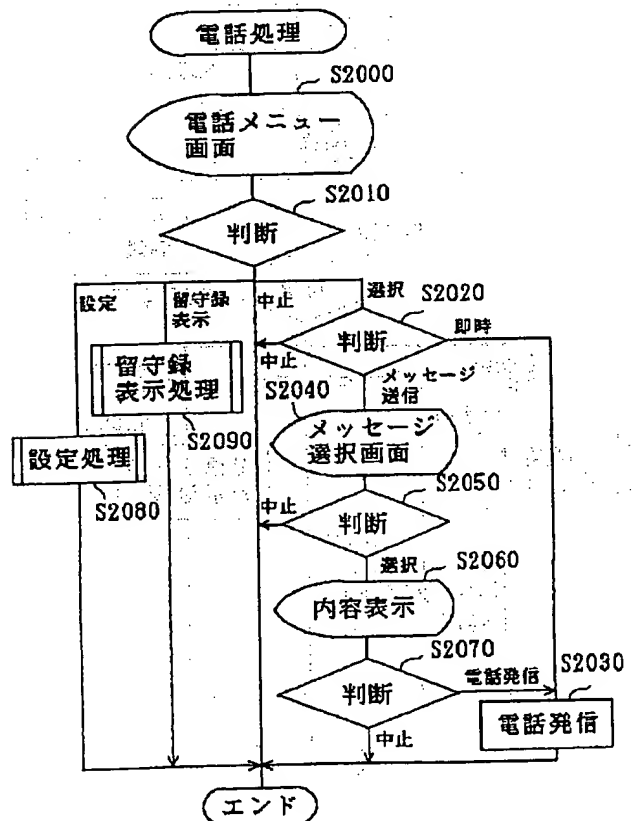 電話処理
S2000
電話メニュー
画面
S2010
判断
設定
留守録
表示
中止
選択
S2020
即時
判断
中止
留守録
表示処理
S2090
メッセージ
送信
S2040
メッセージ
選択画面
設定処理
S2080
S2050
中止
判断
選択
S2060
内容表示
S2070
電話発信
S2030
判断
電話発信
中止
エンド